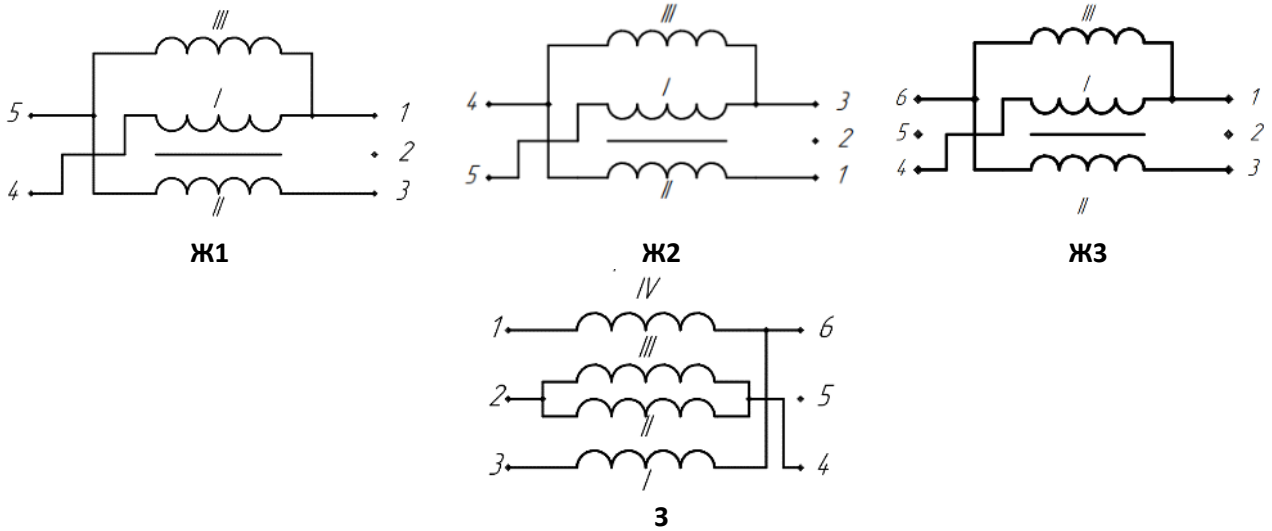 III III III
I I I
5 1 4 3 6 1
2 2 5 2
4 3 5 1 4 3
II II II
Ж1 Ж2 Ж3
IV
1 6
III
2 5
II
3 4
I
З